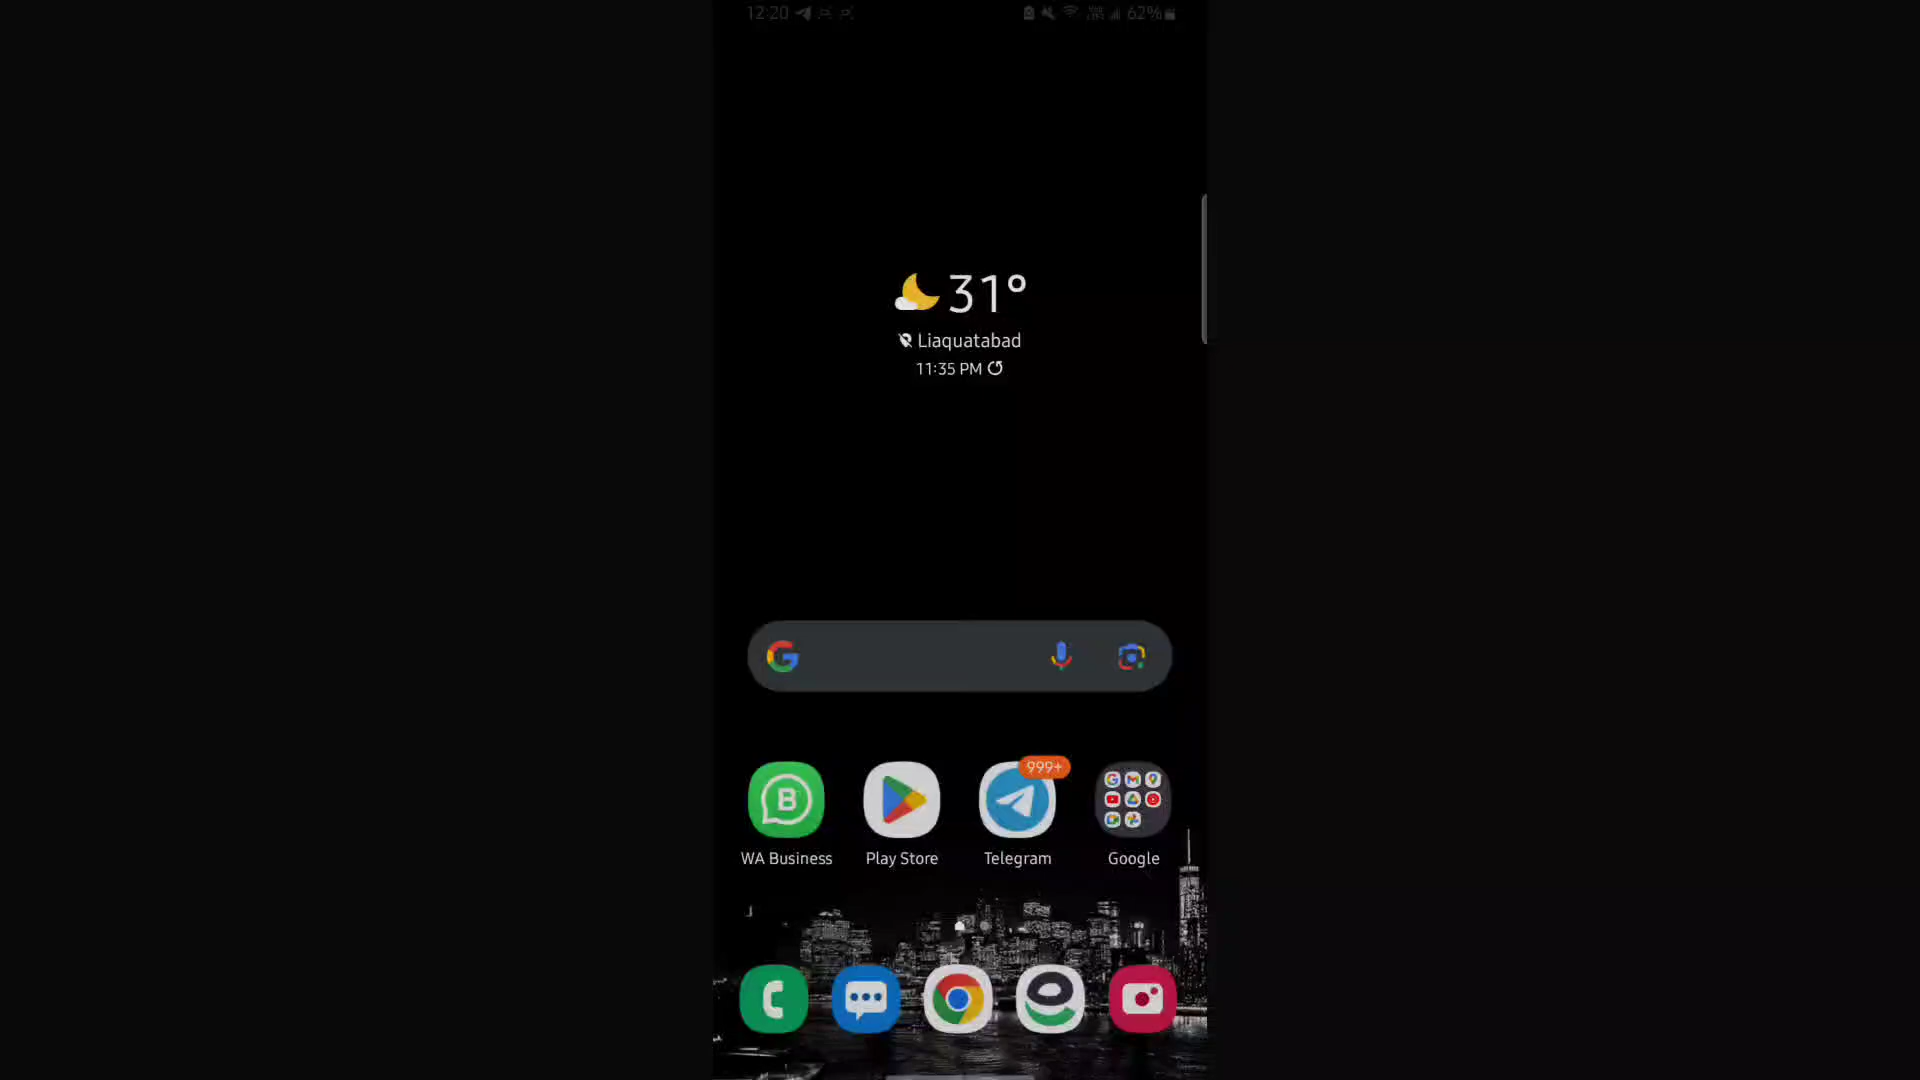 12:20
62%
31°
Liaquatabad
11:35 PM
999+
WA Business
Play Store
Telegram
Google